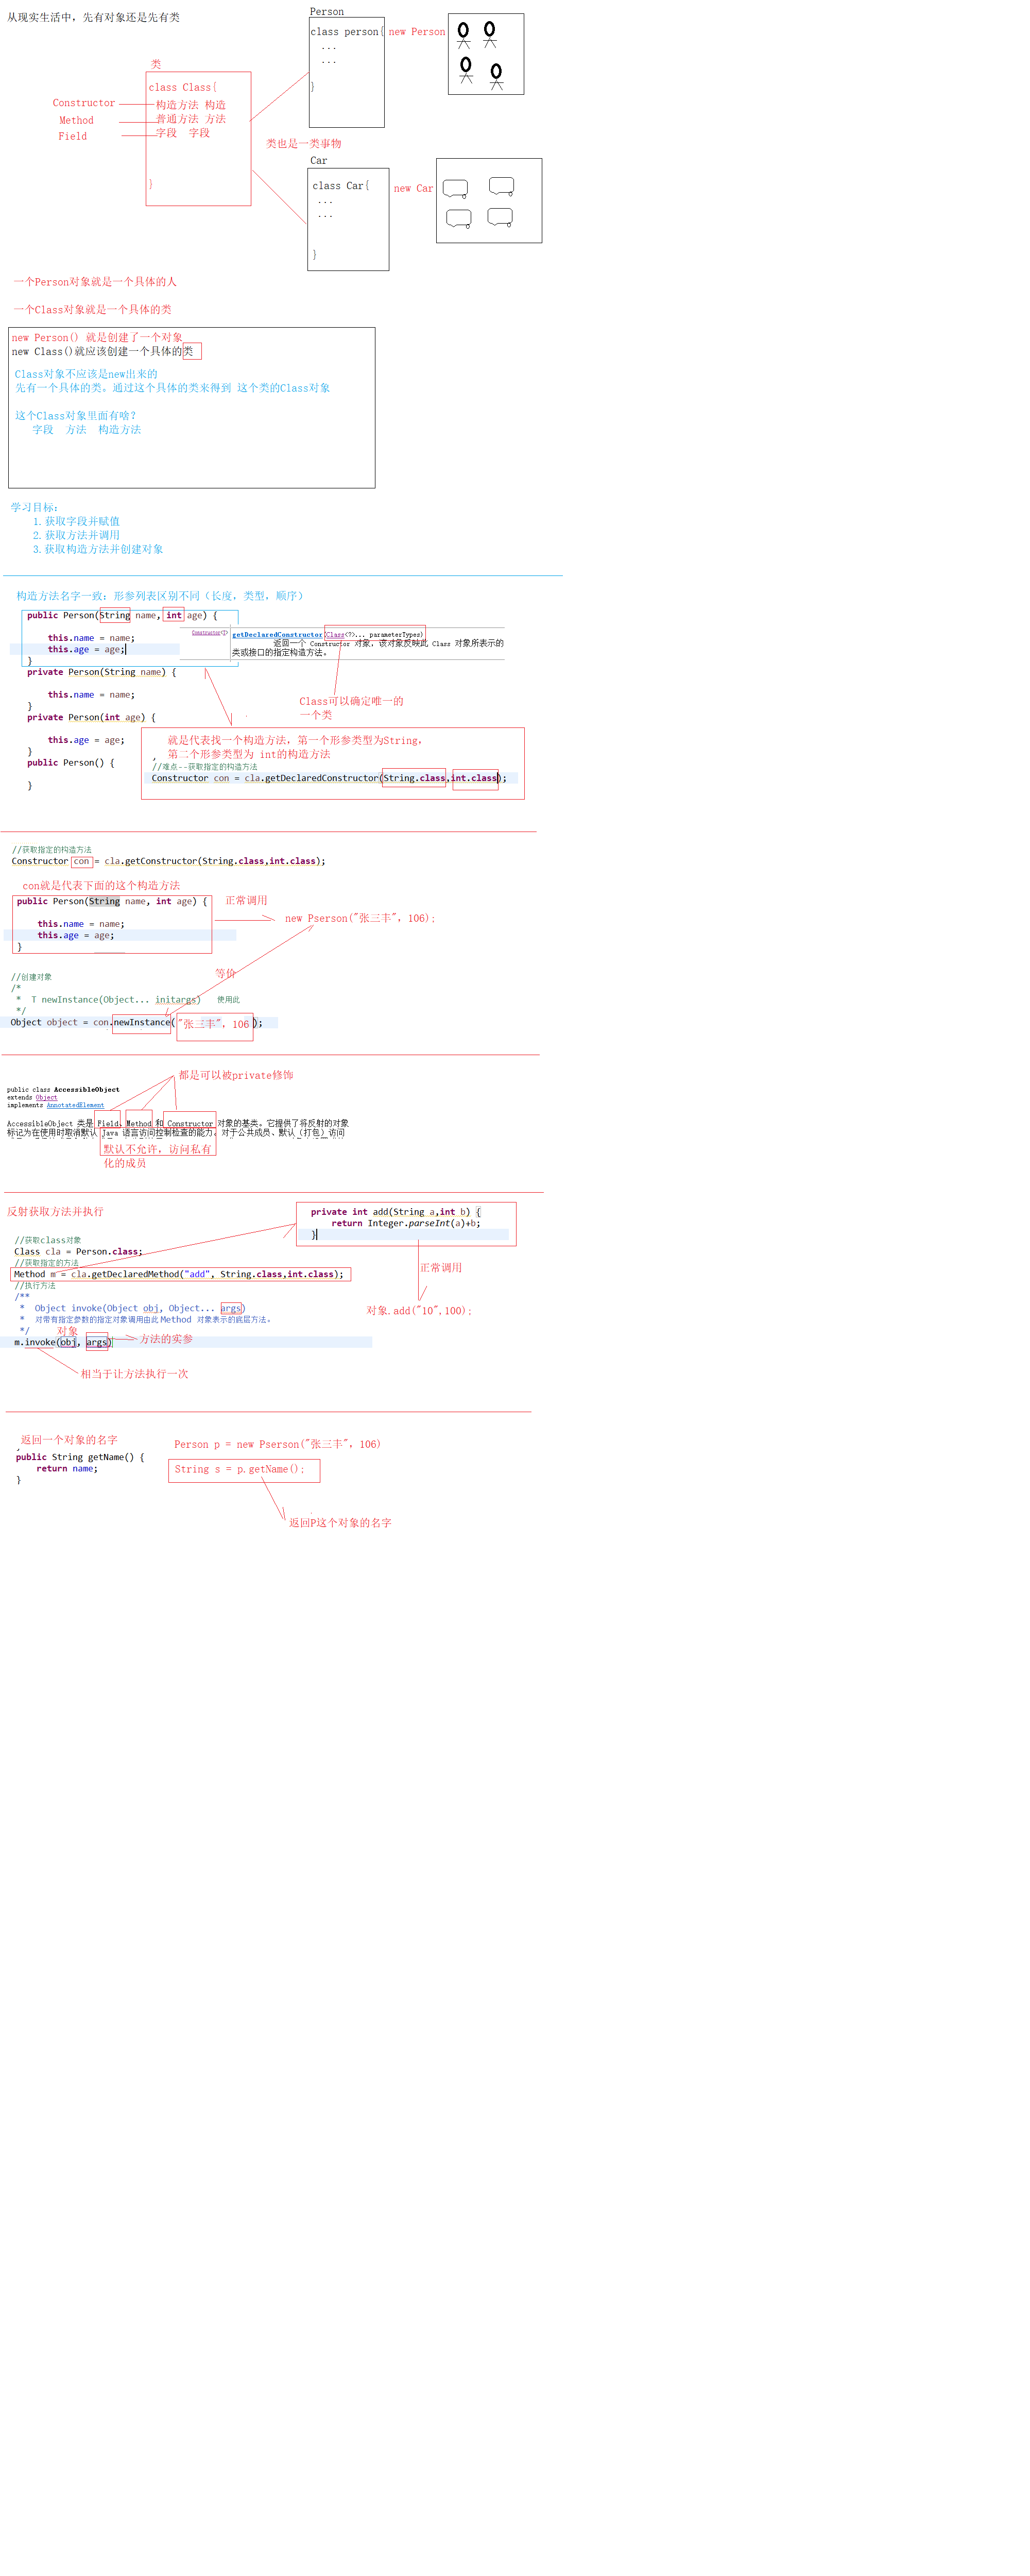 从现实生活中，先有对象还是先有类
Person
class person{
...
...
}
new Person
类
class Class{
构造方法 构造
普通方法 方法
字段 字段
}
Constructor
Method
Field
类也是一类事物
Car
class Car{
...
...
}
new Car
一个Person对象就是一个具体的人
一个Class对象就是一个具体的类
new Person() 就是创建了一个对象
new Class()就应该创建一个具体的类
Class对象不应该是new出来的
先有一个具体的类。通过这个具体的类来得到 这个类的Class对象
这个Class对象里面有啥？
字段 方法 构造方法
学习目标：
1.获取字段并赋值
2.获取方法并调用
3.获取构造方法并创建对象
构造方法名字一致：形参列表区别不同（长度，类型，顺序）
public Person(String name, int age) {
this.name = name;
this.age = age;
}
private Person(String name) {
this.name = name;
}
private Person(int age) {
this.age = age;
}
public Person() {
}
Constructor<T> getDeclaredConstructor(Class<?>... parameterTypes)
返回一个 Constructor 对象，该对象反映此 Class 对象所表示的
类或接口的指定构造方法。
Class可以确定唯一的
一个类
就是代表找一个构造方法，第一个形参类型为String，
第二个形参类型为 int的构造方法
//难点--获取指定的构造方法
Constructor con = cla.getDeclaredConstructor(String.class,int.class);
//获取指定的构造方法
Constructor con = cla.getConstructor(String.class,int.class);
con就是代表下面的这个构造方法
public Person(String name, int age) {
this.name = name;
this.age = age;
}
正常调用
new Pserson("张三丰"，106);
等价
//创建对象
/*
* T newInstance(Object... initargs) 使用此
*/
Object object = con.newInstance("张三丰"，106);
都是可以被private修饰
public class AccessibleObject
extends Object
implements AnnotatedElement
AccessibleObject 类是 Field、Method 和 Constructor 对象的基类。它提供了将反射的对象
标记为在使用时取消默认 Java 语言访问控制检查的能力。对于公共成员、默认（打包）访问
默认不允许，访问私有
化的成员
反射获取方法并执行
private int add(String a,int b) {
return Integer.parseInt(a)+b;
}
//获取class对象
Class cla = Person.class;
//获取指定的方法
Method m = cla.getDeclaredMethod("add", String.class,int.class);
//执行方法
/**
* Object invoke(Object obj, Object... args)
* 对带有指定参数的指定对象调用由此 Method 对象表示的底层方法。
*/
对象
m.invoke(obj, args)
方法的实参
相当于让方法执行一次
正常调用
对象.add("10",100);
返回一个对象的名字
public String getName() {
return name;
}
Person p = new Pserson("张三丰"，106)
String s = p.getName();
返回P这个对象的名字